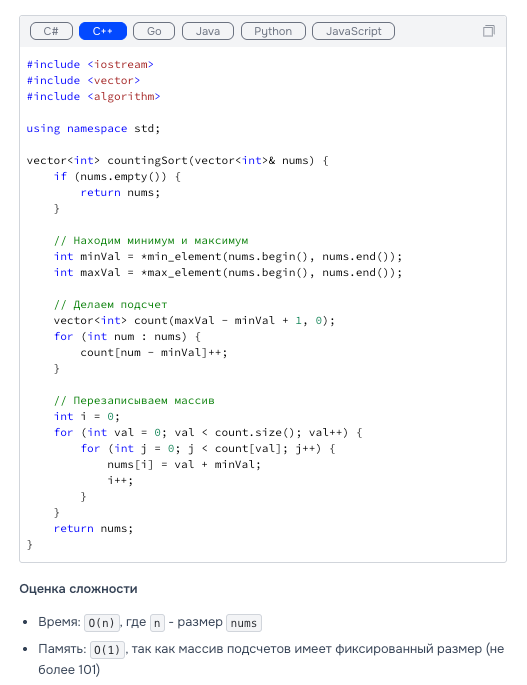 C# C++ Go Java Python JavaScript
#include <iostream>
#include <vector>
#include <algorithm>

using namespace std;

vector<int> countingSort(vector<int>& nums) {
    if (nums.empty()) {
        return nums;
    }

    // Находим минимум и максимум
    int minVal = *min_element(nums.begin(), nums.end());
    int maxVal = *max_element(nums.begin(), nums.end());

    // Делаем подсчет
    vector<int> count(maxVal - minVal + 1, 0);
    for (int num : nums) {
        count[num - minVal]++;
    }

    // Перезаписываем массив
    int i = 0;
    for (int val = 0; val < count.size(); val++) {
        for (int j = 0; j < count[val]; j++) {
            nums[i] = val + minVal;
            i++;
        }
    }
    return nums;
}
Оценка сложности
• Время: O(n), где n - размер nums
• Память: O(1), так как массив подсчетов имеет фиксированный размер (не
более 101)